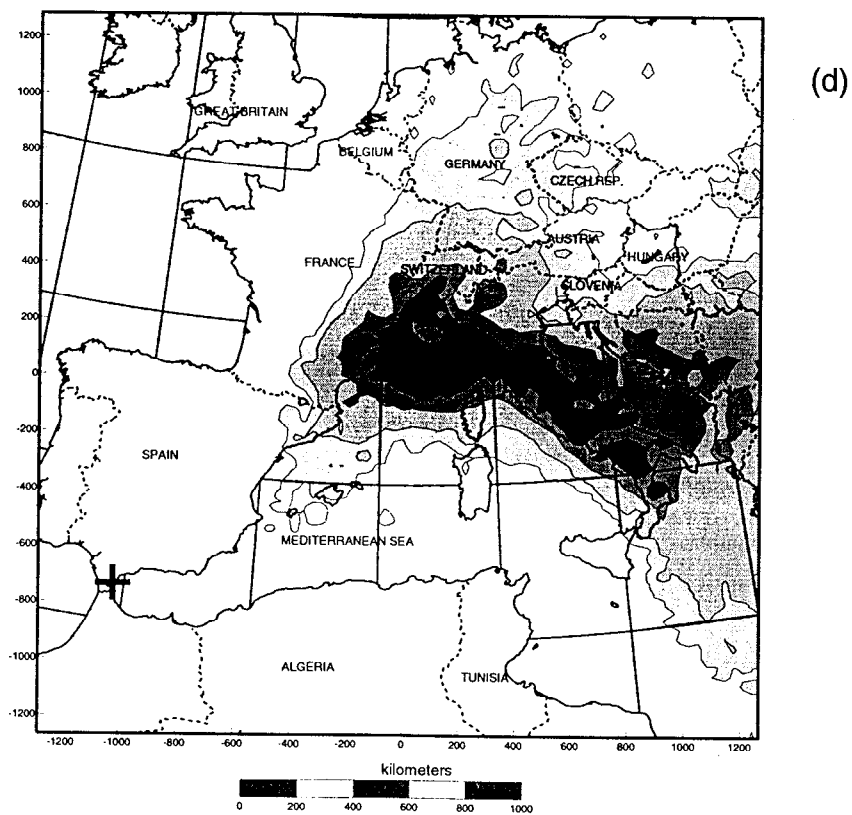 (d)
1200
1000
800
600
400
200
0
-200
-400
-600
-800
-1000
-1200
GREAT BRITAIN
BELGIUM
GERMANY
CZECH REP.
AUSTRIA
HUNGARY
FRANCE
SWITZERLAND
SLOVENIA
SPAIN
MEDITERRANEAN SEA
ALGERIA
TUNISIA
-1200 -1000 -800 -600 -400 -200 0 200 400 600 800 1000 1200
kilometers
0 200 400 600 800 1000